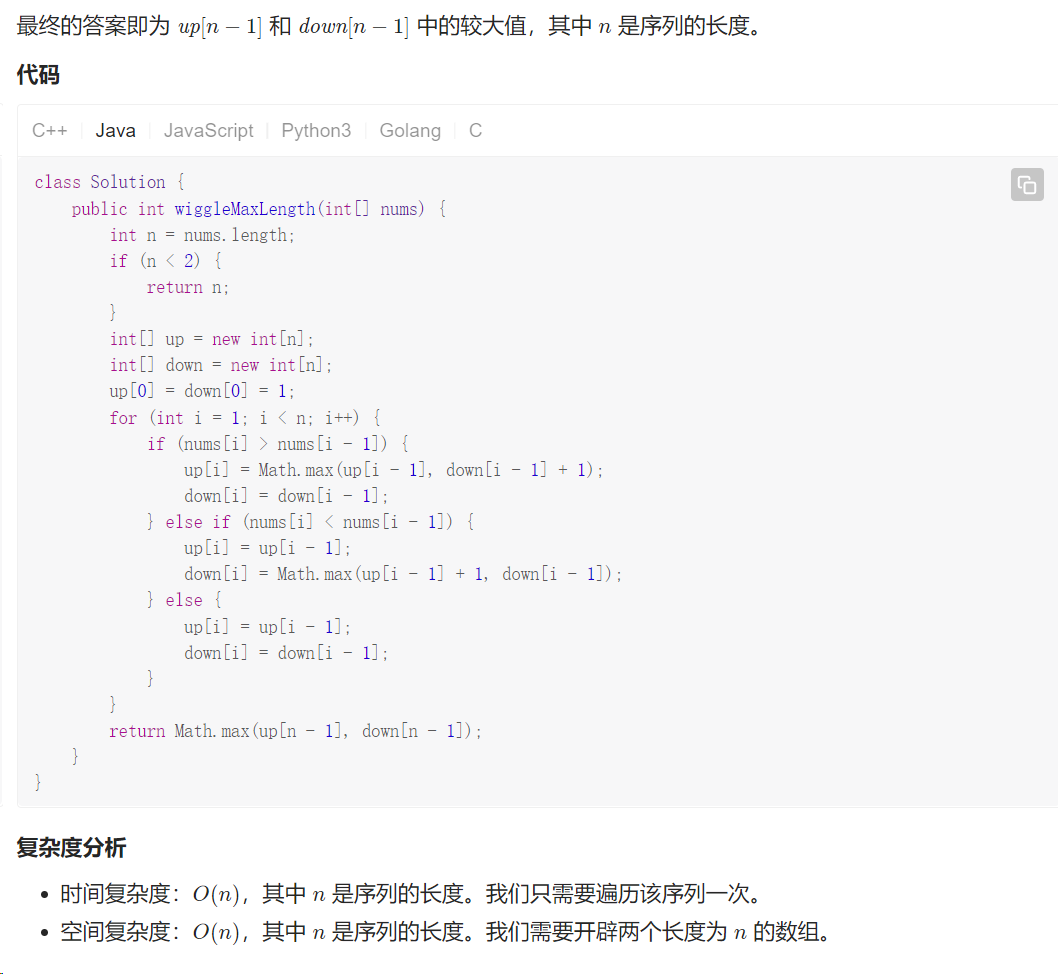 最终的答案即为 up[n − 1] 和 down[n − 1] 中的较大值，其中 n 是序列的长度。
代码
C++ Java JavaScript Python3 Golang C
class Solution {
    public int wiggleMaxLength(int[] nums) {
        int n = nums.length;
        if (n < 2) {
            return n;
        }
        int[] up = new int[n];
        int[] down = new int[n];
        up[0] = down[0] = 1;
        for (int i = 1; i < n; i++) {
            if (nums[i] > nums[i - 1]) {
                up[i] = Math.max(up[i - 1], down[i - 1] + 1);
                down[i] = down[i - 1];
            } else if (nums[i] < nums[i - 1]) {
                up[i] = up[i - 1];
                down[i] = Math.max(up[i - 1] + 1, down[i - 1]);
            } else {
                up[i] = up[i - 1];
                down[i] = down[i - 1];
            }
        }
        return Math.max(up[n - 1], down[n - 1]);
    }
}
复杂度分析
• 时间复杂度：O(n)，其中 n 是序列的长度。我们只需要遍历该序列一次。
• 空间复杂度：O(n)，其中 n 是序列的长度。我们需要开辟两个长度为 n 的数组。